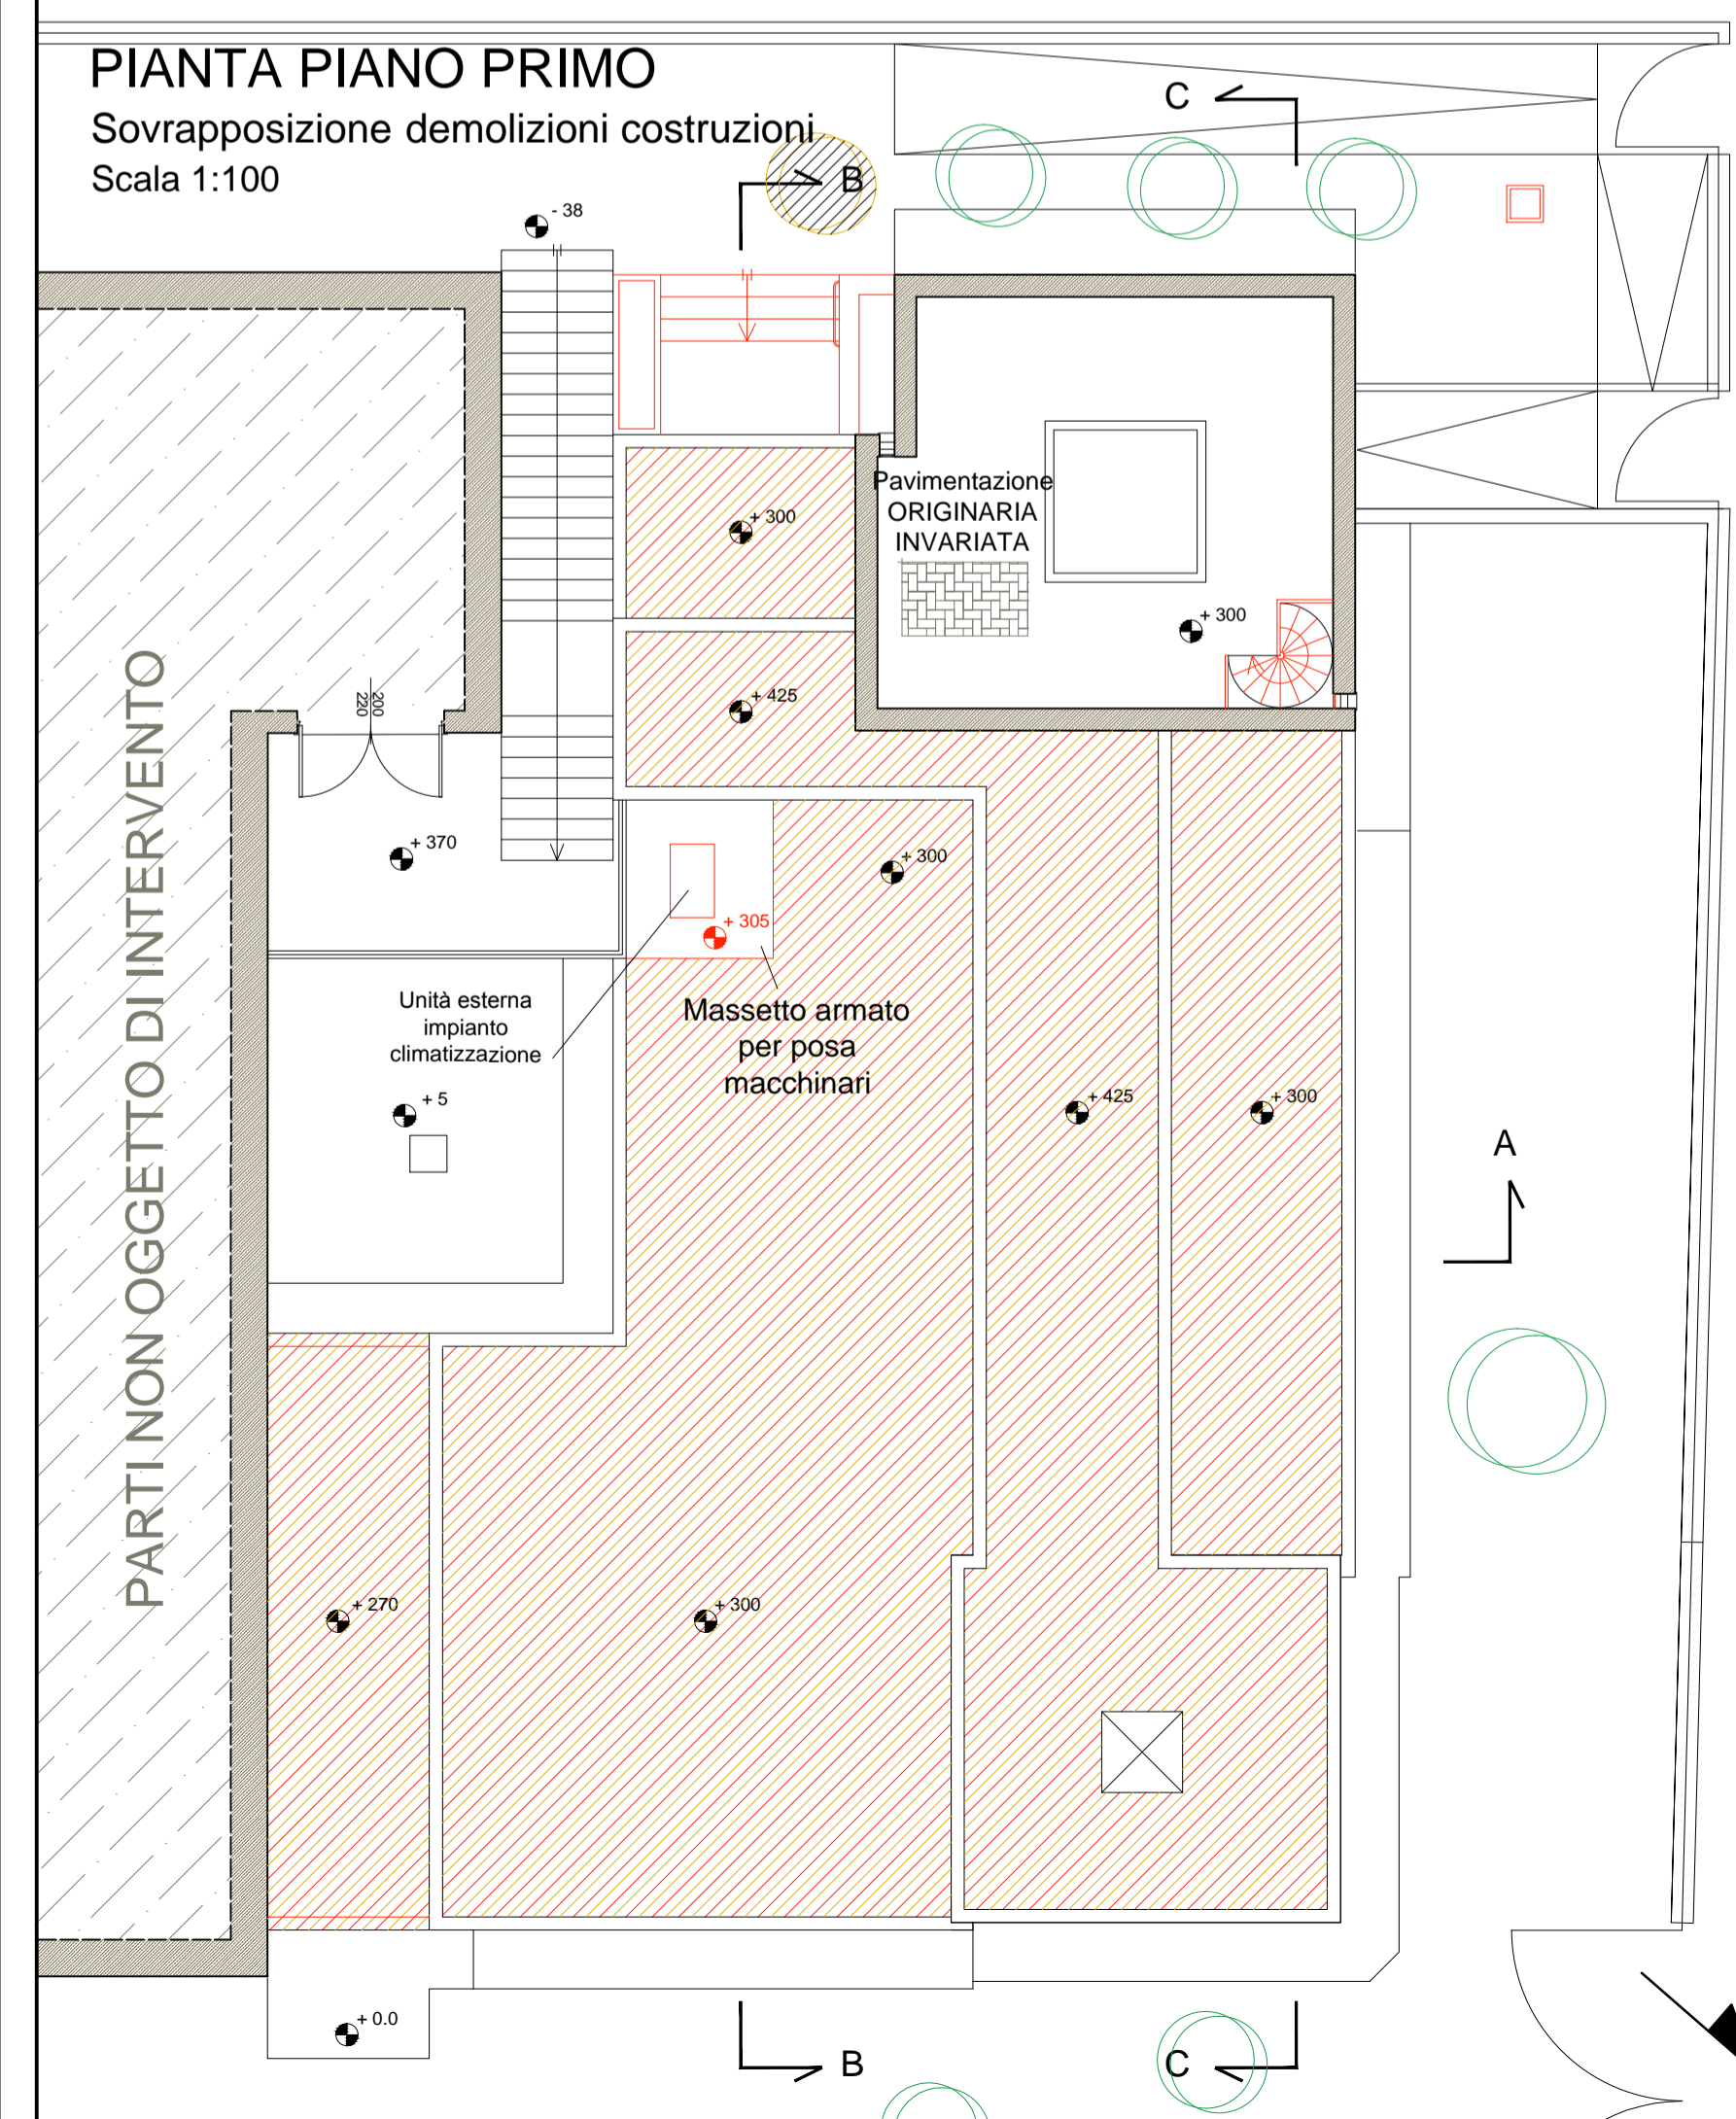 PIANTA PIANO PRIMO
Sovrapposizione demolizioni costruzioni
Scala 1:100
C
B
- 38
Pavimentazione
ORIGINARIA
INVARIATA
+ 300
+ 300
+ 425
200
220
+ 370
+ 300
+ 305
Unità esterna
impianto
climatizzazione
Massetto armato
per posa
macchinari
+ 5
+ 425
+ 300
A
PARTI NON OGGETTO DI INTERVENTO
+ 270
+ 300
+ 0.0
B
C